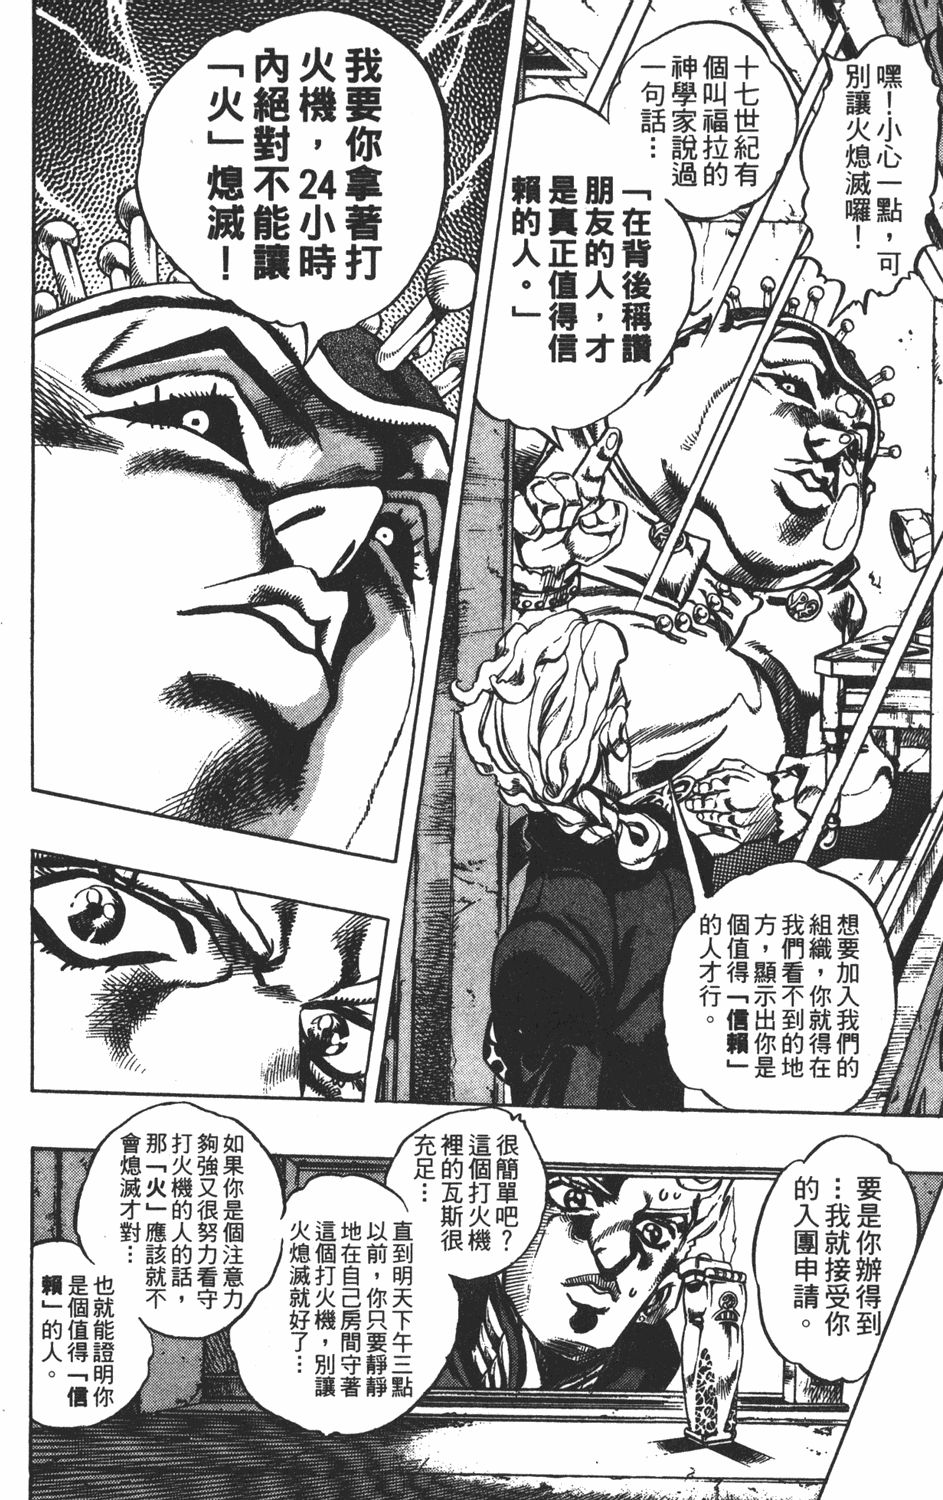 嘿！小心一點，可
別讓火熄滅囉！
十七世紀有
個叫福拉的
神學家說過
一句話…
「在背後稱讚
朋友的人，才
是真正值得信
賴的人。」
想要加入我們的
組織，你就得在
我們看不到的地
方，顯示出你是
個值得「信賴」
的人才行。
我要你拿著打
火機，24小時
內絕對不能讓
「火」熄滅！
要是你辦得到
…我就接受你
的入團申請。
很簡單吧？
這個打火機
裡的瓦斯很
充足…
直到明天下午三點
以前，你只要靜靜
地在自己房間守著
這個打火機，別讓
火熄滅就好了…
如果你是個注意力
夠強又很努力看守
打火機的人的話，
那「火」應該就不
會熄滅才對…
也就能證明你
是個值得「信
賴」的人。